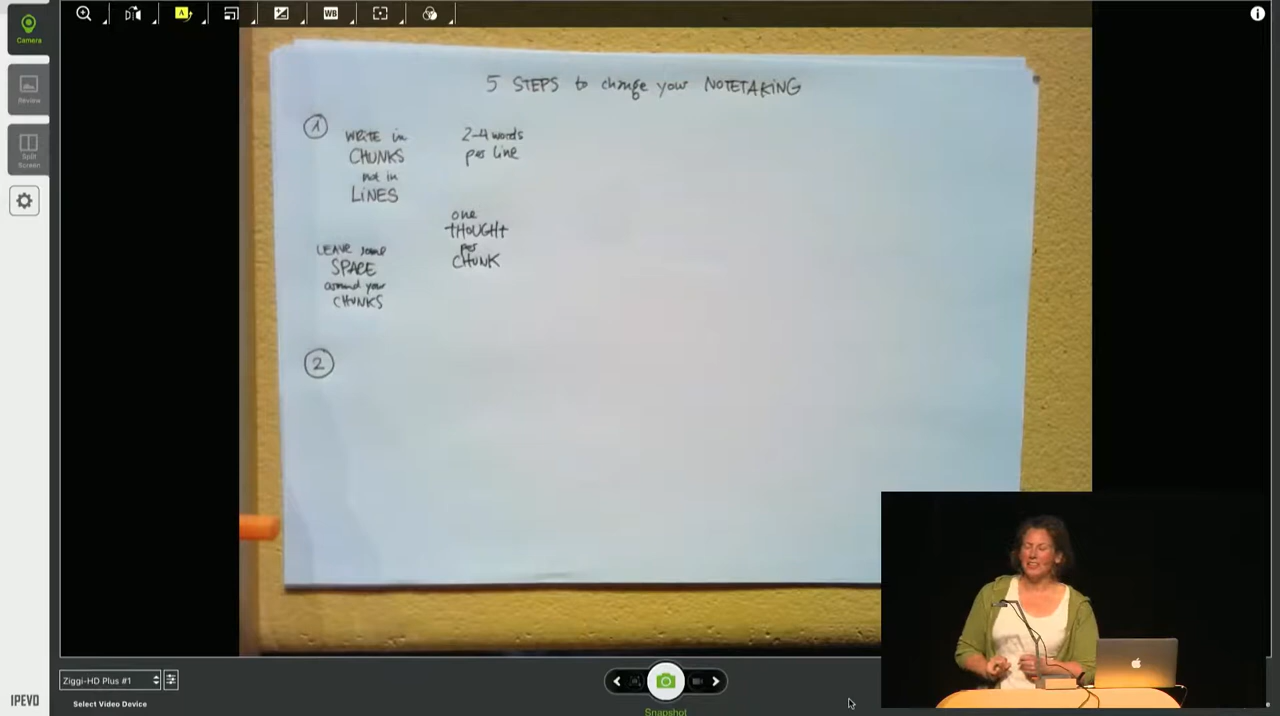 Camera
Review
Split
Screen
A
WB
i
5 STEPS to change your NOTETAKING
1
WRITE in
CHUNKS
not in
LINES
2-4 words
per line
one
THOUGHT
per
CHUNK
LEAVE some
SPACE
around your
CHUNKS
2
IPEVO
Ziggi-HD Plus #1
Select Video Device
Snapshot